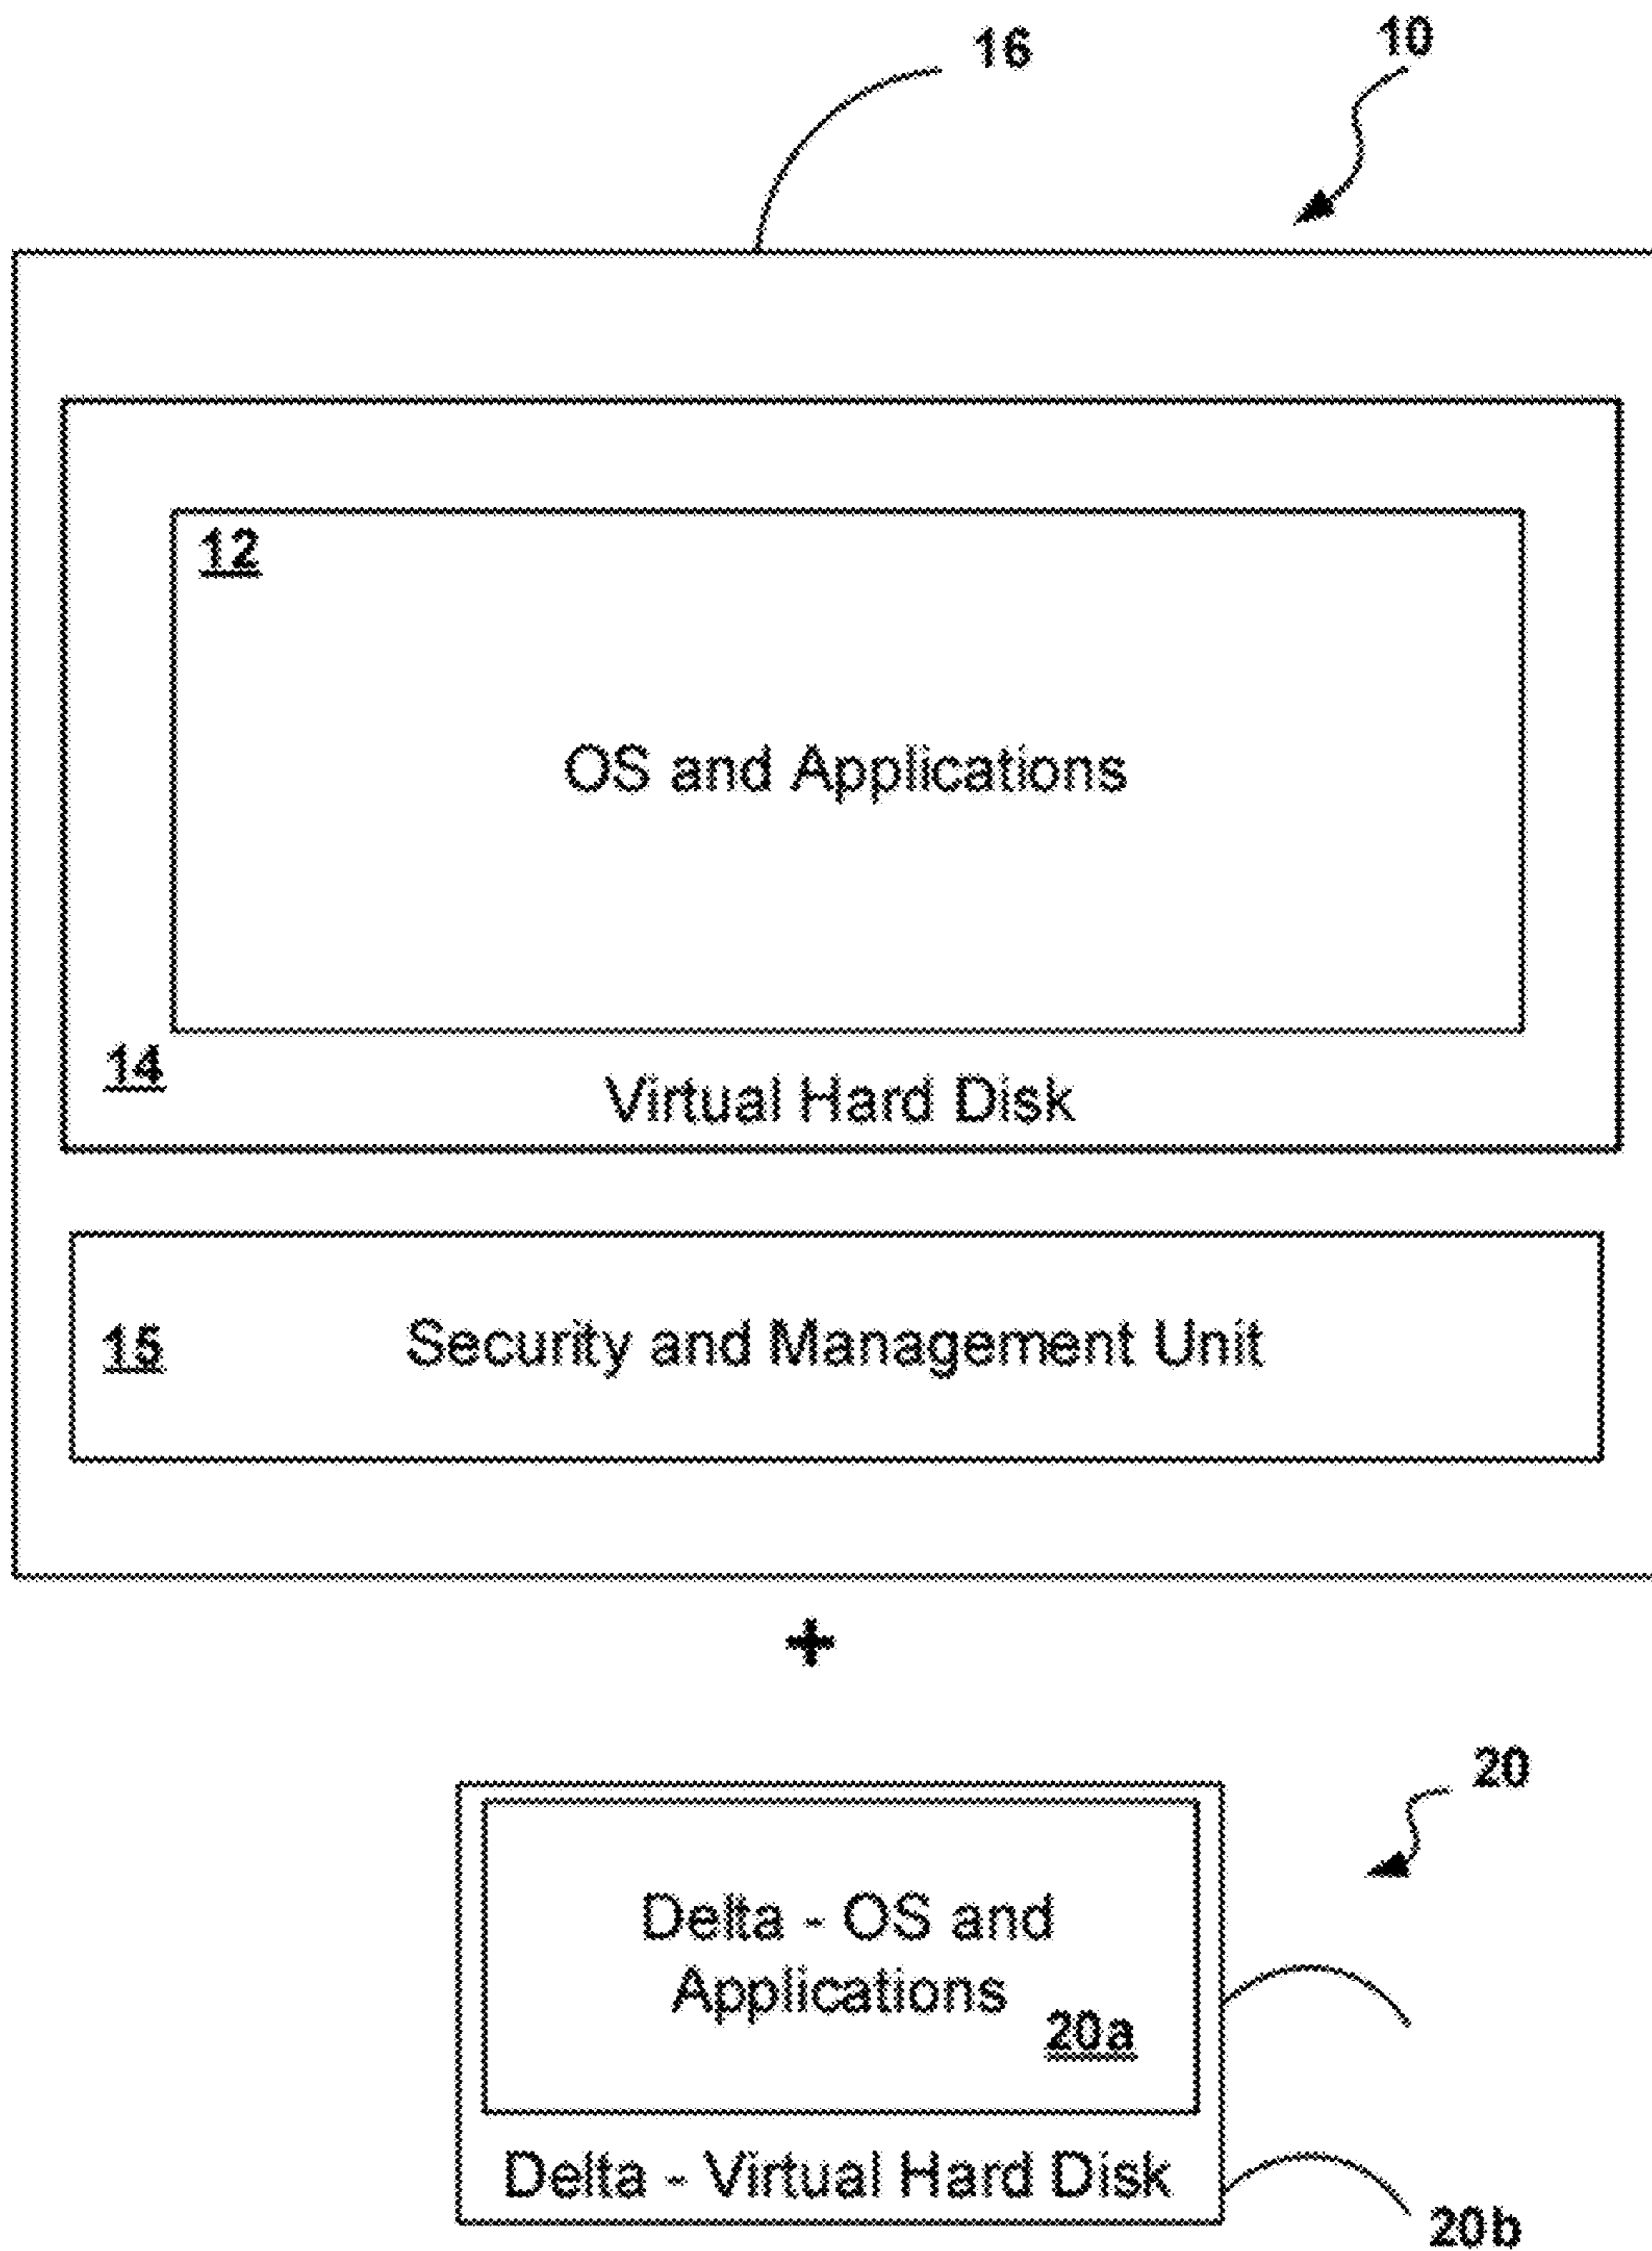 16
10
12
OS and Applications
14
Virtual Hard Disk
15
Security and Management Unit
+
20
Delta - OS and
Applications
20a
Delta - Virtual Hard Disk
20b